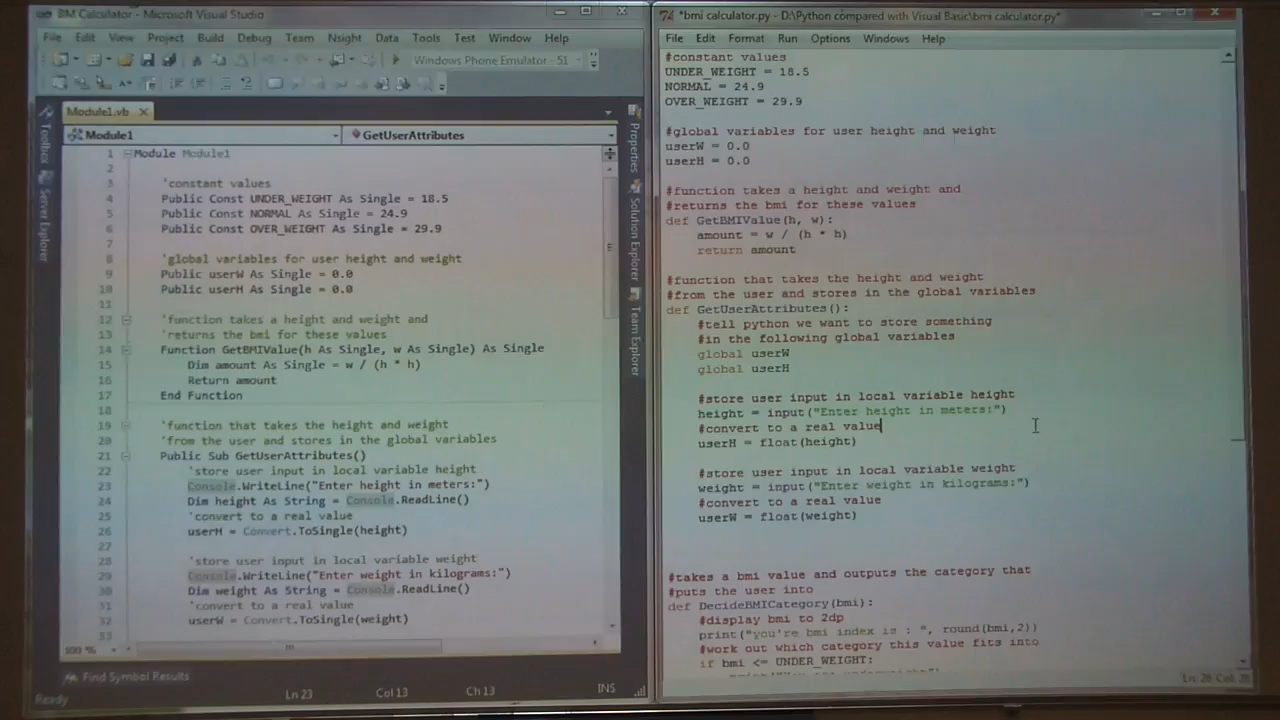 BM Calculator - Microsoft Visual Studio
File Edit View Project Build Debug Team Nsight Data Tools Test Window Help
Windows Phone Emulator - 51
Module1.vb
Module1
GetUserAttributes
1 Module Module1
2
3 'constant values
4 Public Const UNDER_WEIGHT As Single = 18.5
5 Public Const NORMAL As Single = 24.9
6 Public Const OVER_WEIGHT As Single = 29.9
7
8 'global variables for user height and weight
9 Public userW As Single = 0.0
10 Public userH As Single = 0.0
11
12 'function takes a height and weight and
13 'returns the bmi for these values
14 Function GetBMIValue(h As Single, w As Single) As Single
15 Dim amount As Single = w / (h * h)
16 Return amount
17 End Function
18
19 'function that takes the height and weight
20 'from the user and stores in the global variables
21 Public Sub GetUserAttributes()
22 'store user input in local variable height
23 Console.WriteLine("Enter height in meters:")
24 Dim height As String = Console.ReadLine()
25 'convert to a real value
26 userH = Convert.ToSingle(height)
27
28 'store user input in local variable weight
29 Console.WriteLine("Enter weight in kilograms:")
30 Dim weight As String = Console.ReadLine()
31 'convert to a real value
32 userW = Convert.ToSingle(weight)
33
100 %
Find Symbol Results
Ready
Ln 23 Col 13 Ch 13 INS
Toolbox
Server Explorer
Properties
Solution Explorer
Team Explorer
*bmi calculator.py - D:\Python compared with Visual Basic\bmi calculator.py*
File Edit Format Run Options Windows Help
#constant values
UNDER_WEIGHT = 18.5
NORMAL = 24.9
OVER_WEIGHT = 29.9
#global variables for user height and weight
userW = 0.0
userH = 0.0
#function takes a height and weight and
#returns the bmi for these values
def GetBMIValue(h, w):
amount = w / (h * h)
return amount
#function that takes the height and weight
#from the user and stores in the global variables
def GetUserAttributes():
#tell python we want to store something
#in the following global variables
global userW
global userH
#store user input in local variable height
height = input("Enter height in meters:")
#convert to a real value
userH = float(height)
#store user input in local variable weight
weight = input("Enter weight in kilograms:")
#convert to a real value
userW = float(weight)
#takes a bmi value and outputs the category that
#puts the user into
def DecideBMICategory(bmi):
#display bmi to 2dp
print("you're bmi index is : ", round(bmi,2))
#work out which category this value fits into
if bmi <= UNDER_WEIGHT: